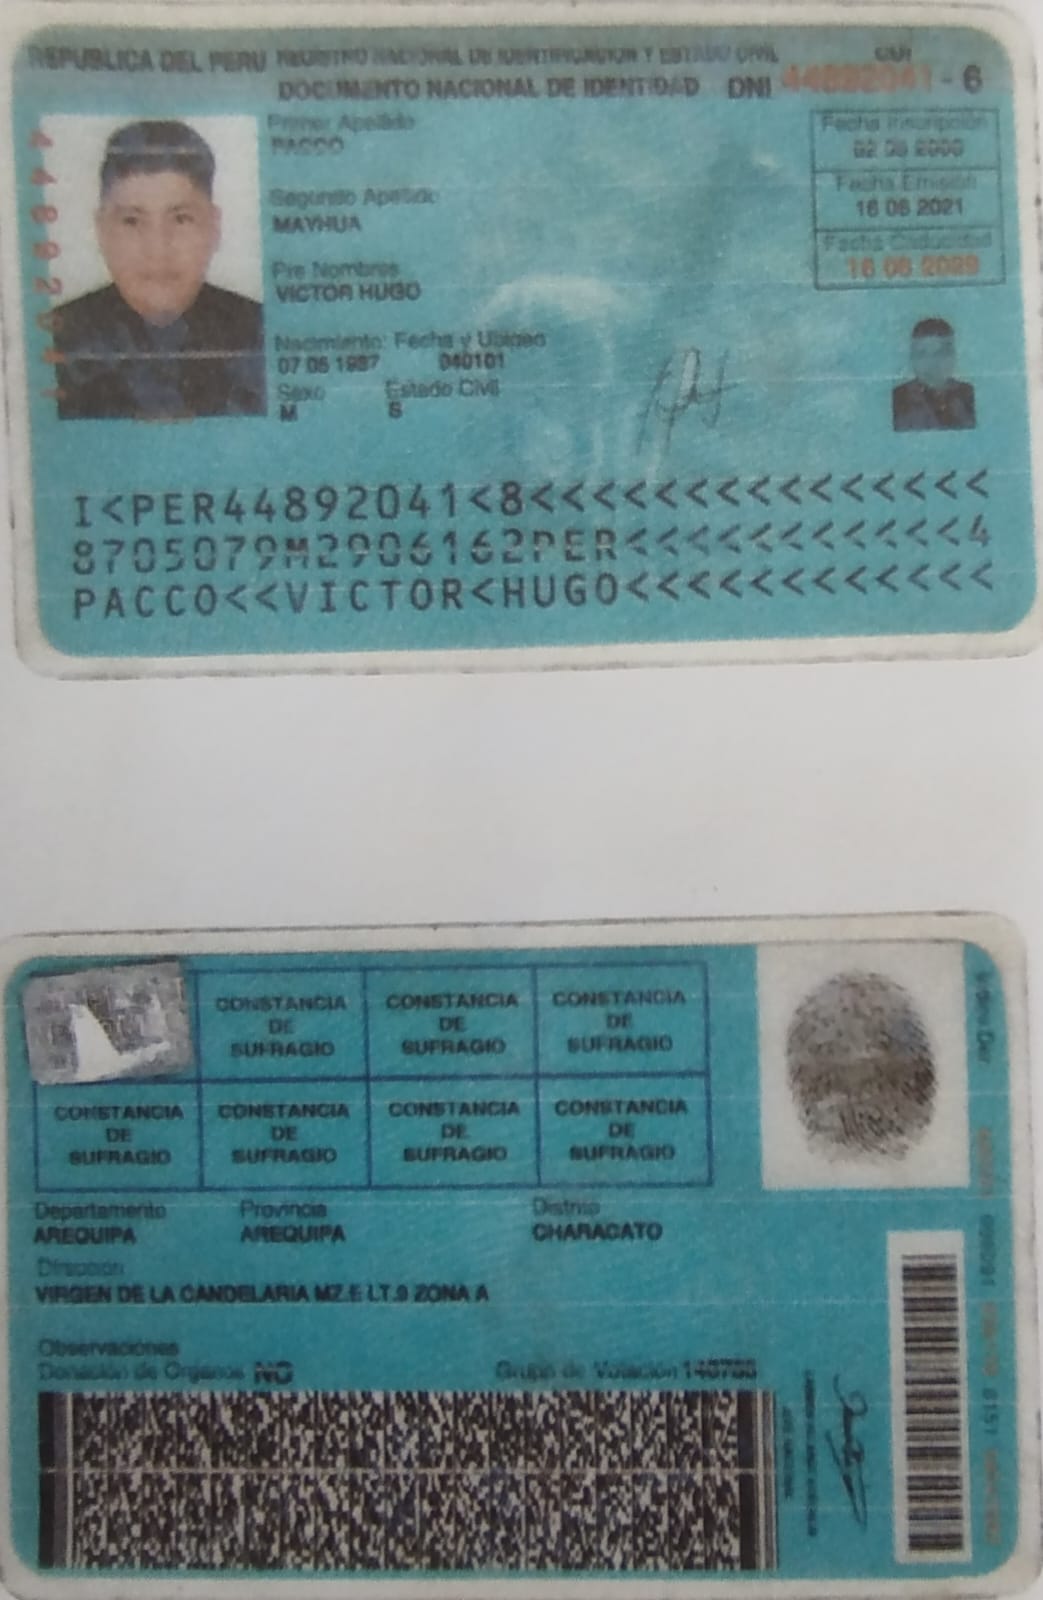 REPUBLICA DEL PERU REGISTRO NACIONAL DE IDENTIFICACION Y ESTADO CIVIL CUI
DOCUMENTO NACIONAL DE IDENTIDAD DNI 44892041 - 6
44892041
Primer Apellido
PACCO
Segundo Apellido
MAYHUA
Pre Nombres
VICTOR HUGO
Nacimiento: Fecha y Ubigeo
07 05 1987 040101
Sexo Estado Civil
M S
Fecha Inscripción
Fecha Emisión
16 06 2021
Fecha Caducidad
16 06 2029
I<PER44892041<8<<<<<<<<<<<<<<<
8705079M2906162PER<<<<<<<<<<<4
PACCO<<VICTOR<HUGO<<<<<<<<<<<<
CONSTANCIA DE SUFRAGIO
CONSTANCIA DE SUFRAGIO
CONSTANCIA DE SUFRAGIO
CONSTANCIA DE SUFRAGIO
CONSTANCIA DE SUFRAGIO
CONSTANCIA DE SUFRAGIO
CONSTANCIA DE SUFRAGIO
Departamento Provincia Distrito
AREQUIPA AREQUIPA CHARACATO
Dirección
VIRGEN DE LA CANDELARIA MZ.E LT.9 ZONA A
Observaciones
Donación de Organos NO Grupo de Votación
Indice Der